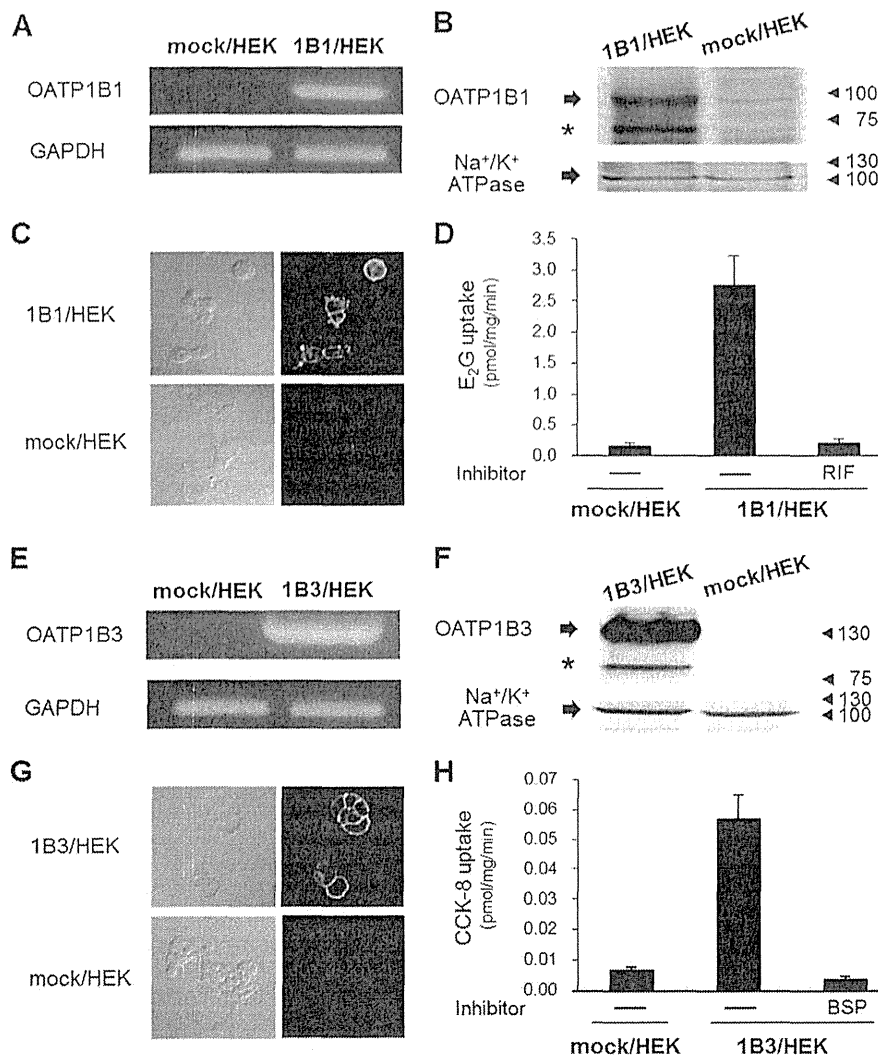 A
mock/HEK 1B1/HEK
OATP1B1
GAPDH
B
1B1/HEK mock/HEK
OATP1B1
*
Na+/K+
ATPase
100
75
130
100
C
1B1/HEK
mock/HEK
D
E2G uptake
(pmol/mg/min)
3.5
3.0
2.5
2.0
1.5
1.0
0.5
0.0
Inhibitor — — RIF
mock/HEK 1B1/HEK
E
mock/HEK 1B3/HEK
OATP1B3
GAPDH
F
1B3/HEK mock/HEK
OATP1B3
*
Na+/K+
ATPase
130
75
130
100
G
1B3/HEK
mock/HEK
H
CCK-8 uptake
(pmol/mg/min)
0.07
0.06
0.05
0.04
0.03
0.02
0.01
0.00
Inhibitor — — BSP
mock/HEK 1B3/HEK